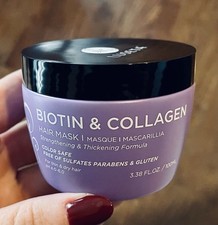 BIOTIN & COLLAGEN
HAIR MASK | MASQUE | MASCARILLIA
Strengthening & Thickening Formula
COLOR SAFE
FREE OF SULFATES PARABENS & GLUTEN
3.38 FL.OZ. / 100ML